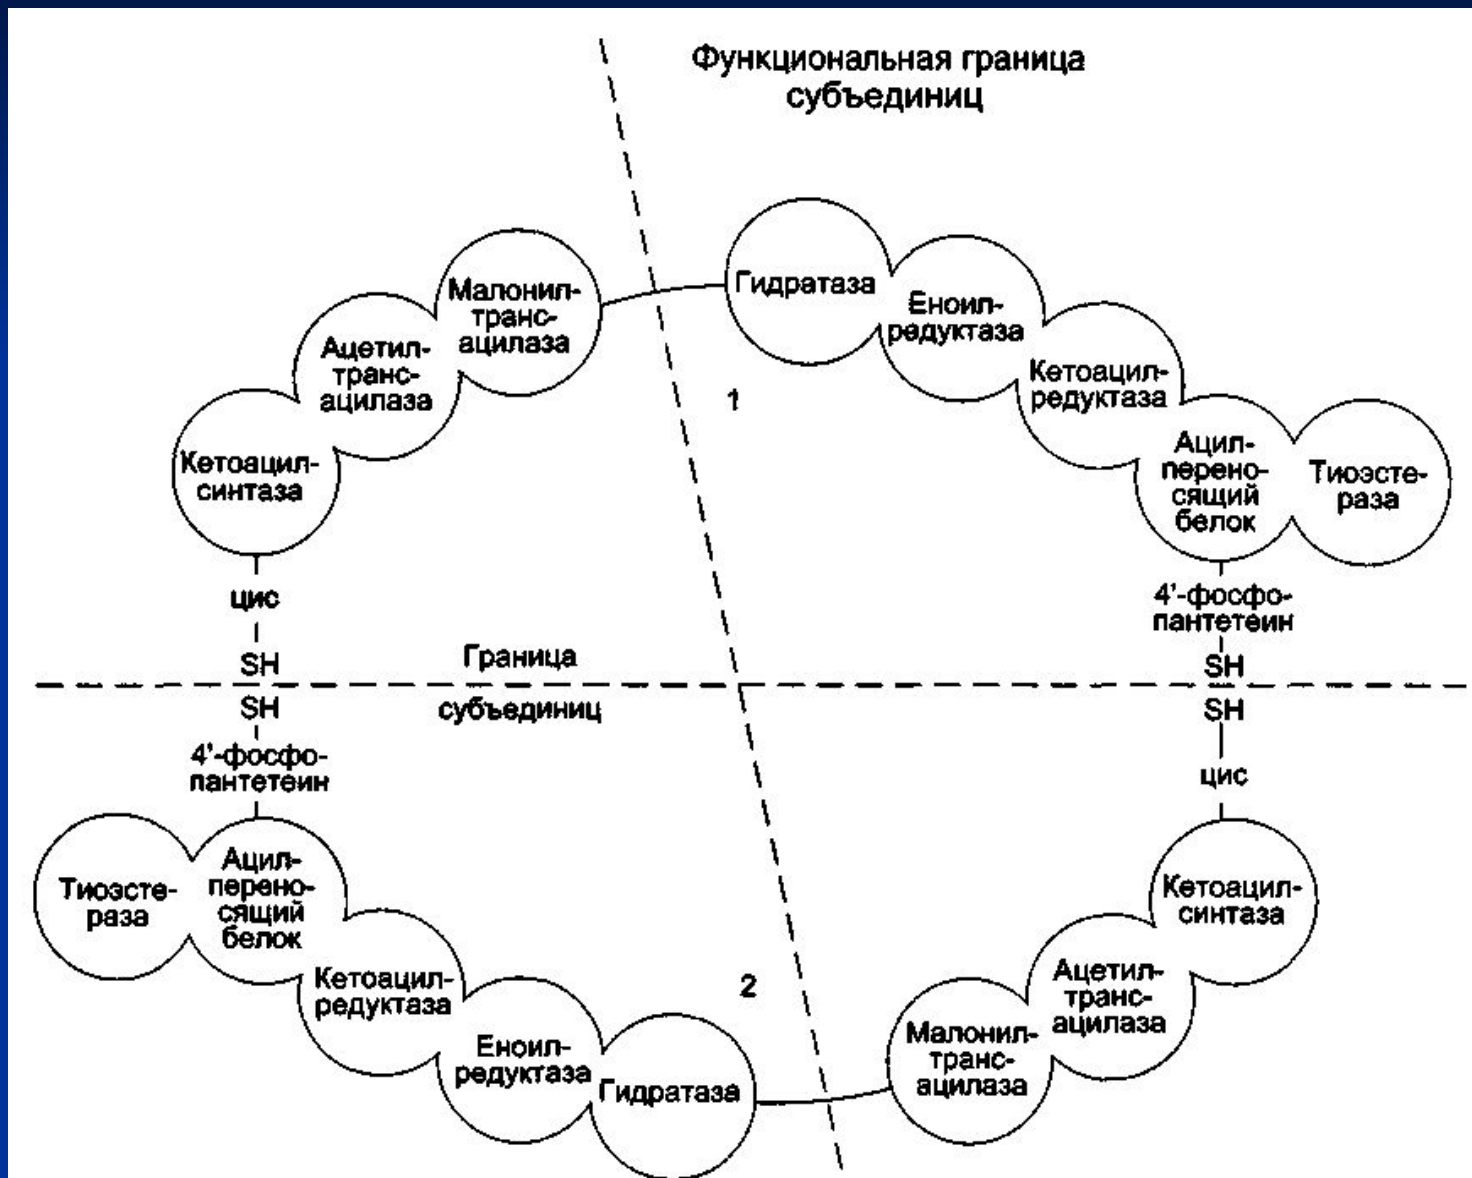 Функциональная граница
субъединиц
Малонил-
транс-
ацилаза
Ацетил-
транс-
ацилаза
Кетоацил-
синтаза
Гидратаза
Еноил-
редуктаза
Кетоацил-
редуктаза
Ацил-
перено-
сящий
белок
Тиоэсте-
раза
1
цис
SH
4'-фосфо-
пантетеин
SH
Граница
субъединиц
SH
4'-фосфо-
пантетеин
SH
цис
Тиоэсте-
раза
Ацил-
перено-
сящий
белок
Кетоацил-
редуктаза
Еноил-
редуктаза
Гидратаза
2
Малонил-
транс-
ацилаза
Ацетил-
транс-
ацилаза
Кетоацил-
синтаза